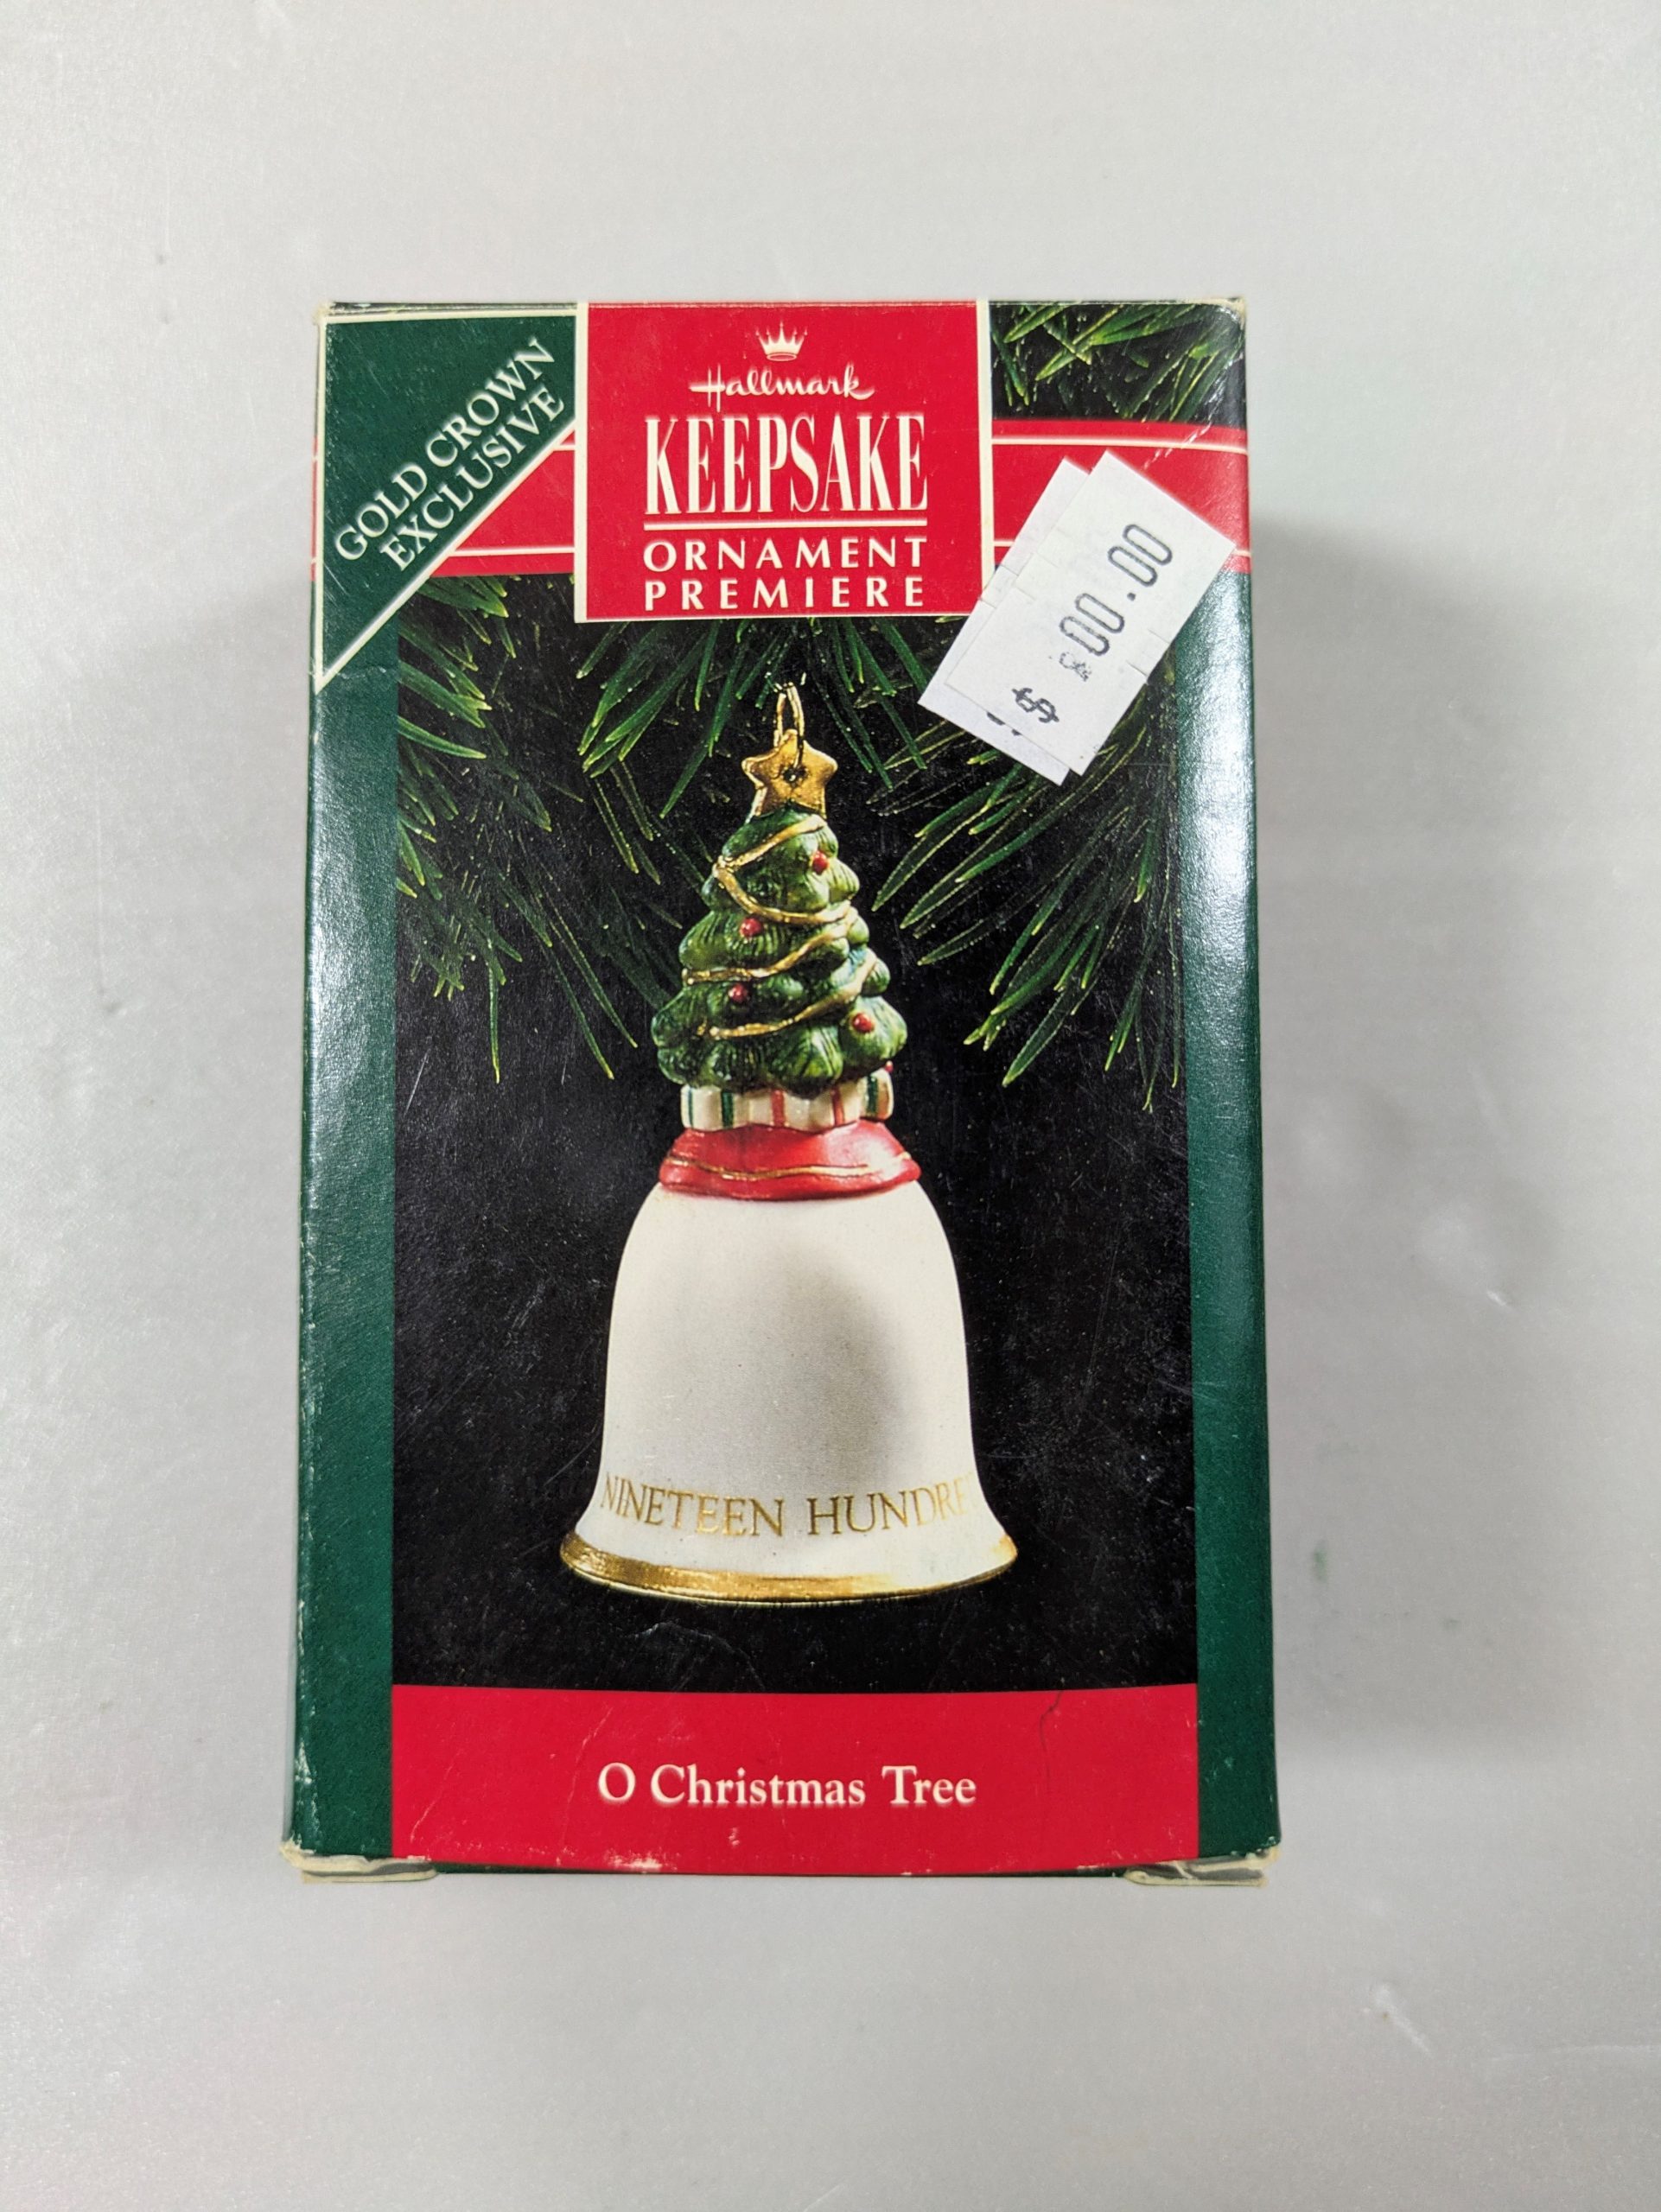 GOLD CROWN
EXCLUSIVE
Hallmark
KEEPSAKE
ORNAMENT
PREMIERE
$ 00.00
NINETEEN HUNDRE
O Christmas Tree